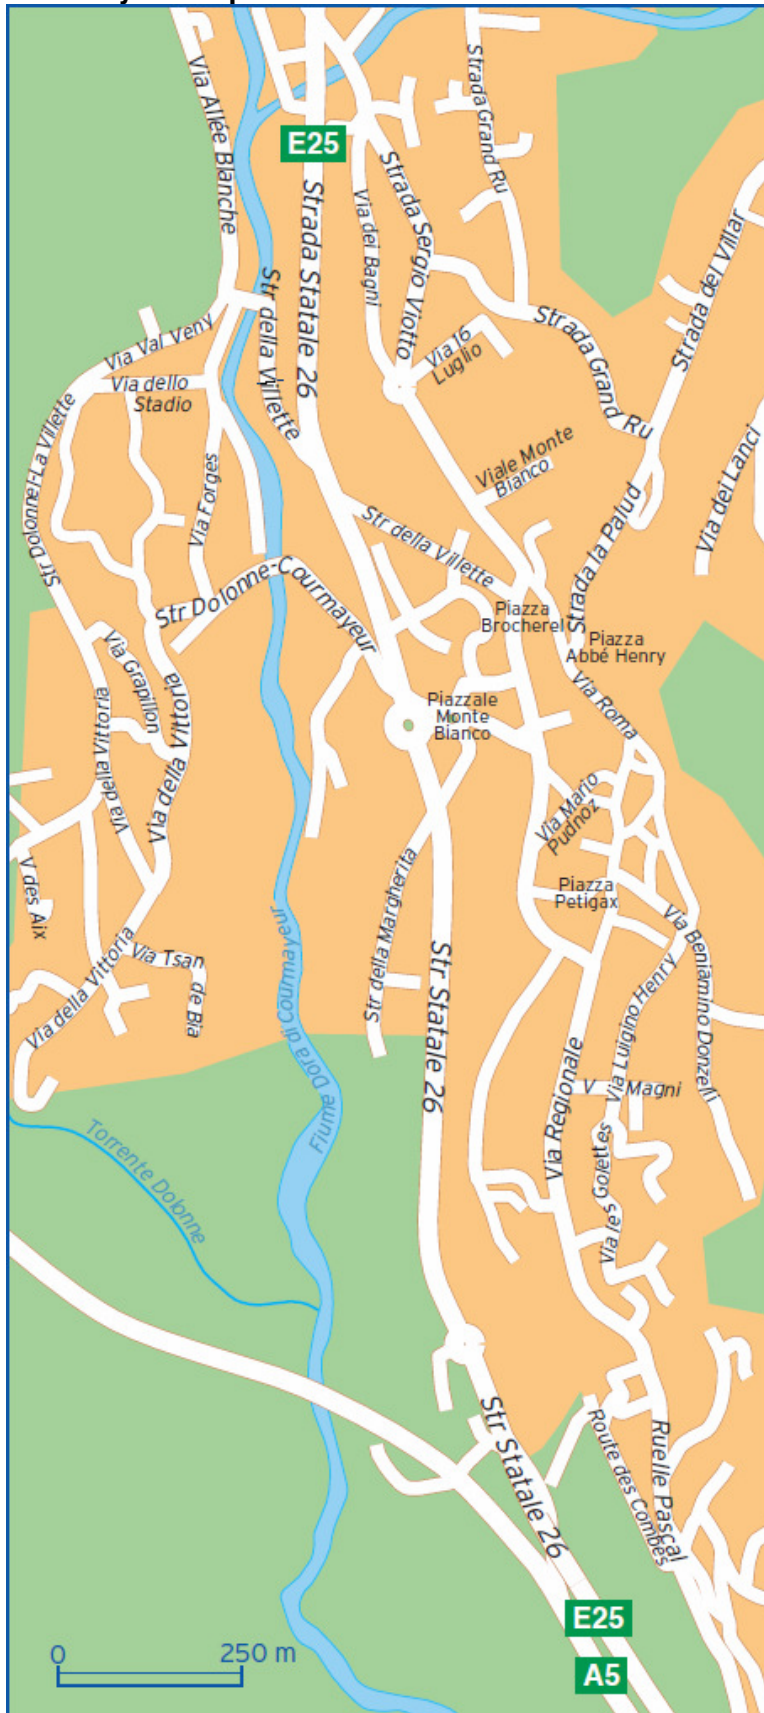 Via Allée Blanche
E25
Strada Grand Ru
Strada Statale 26
Via dei Bagni
Strada Sergio Viotto
Str della Villette
Strada del Villar
Via Val Veny
Via 16
Luglio
Strada Grand Ru
Via dello
Stadio
Str Dolonne-La Villette
Via Forges
Viale Monte
Bianco
Via dei Lanci
Strada la Palud
Str della Villette
Str Dolonne-Courmayeur
Piazza
Brocherel
Piazza
Abbé Henry
Via Grapillon
Via della Vittoria
Via della Vittoria
Via Roma
Piazzale
Monte
Bianco
Via Mario
Pudnoz
V des Aix
Str della Margherita
Piazza
Petigax
Via della Vittoria
Via Tsan
de Bia
Fiume Dora di Courmayeur
Str Statale 26
Via Luigino Henry
Via Beniamino Donzelli
V Magni
Via Regionale
Via les Golettes
Torrente Dolonne
Str Statale 26
Route des Combes
Ruelle Pascal
E25
A5
0 250 m